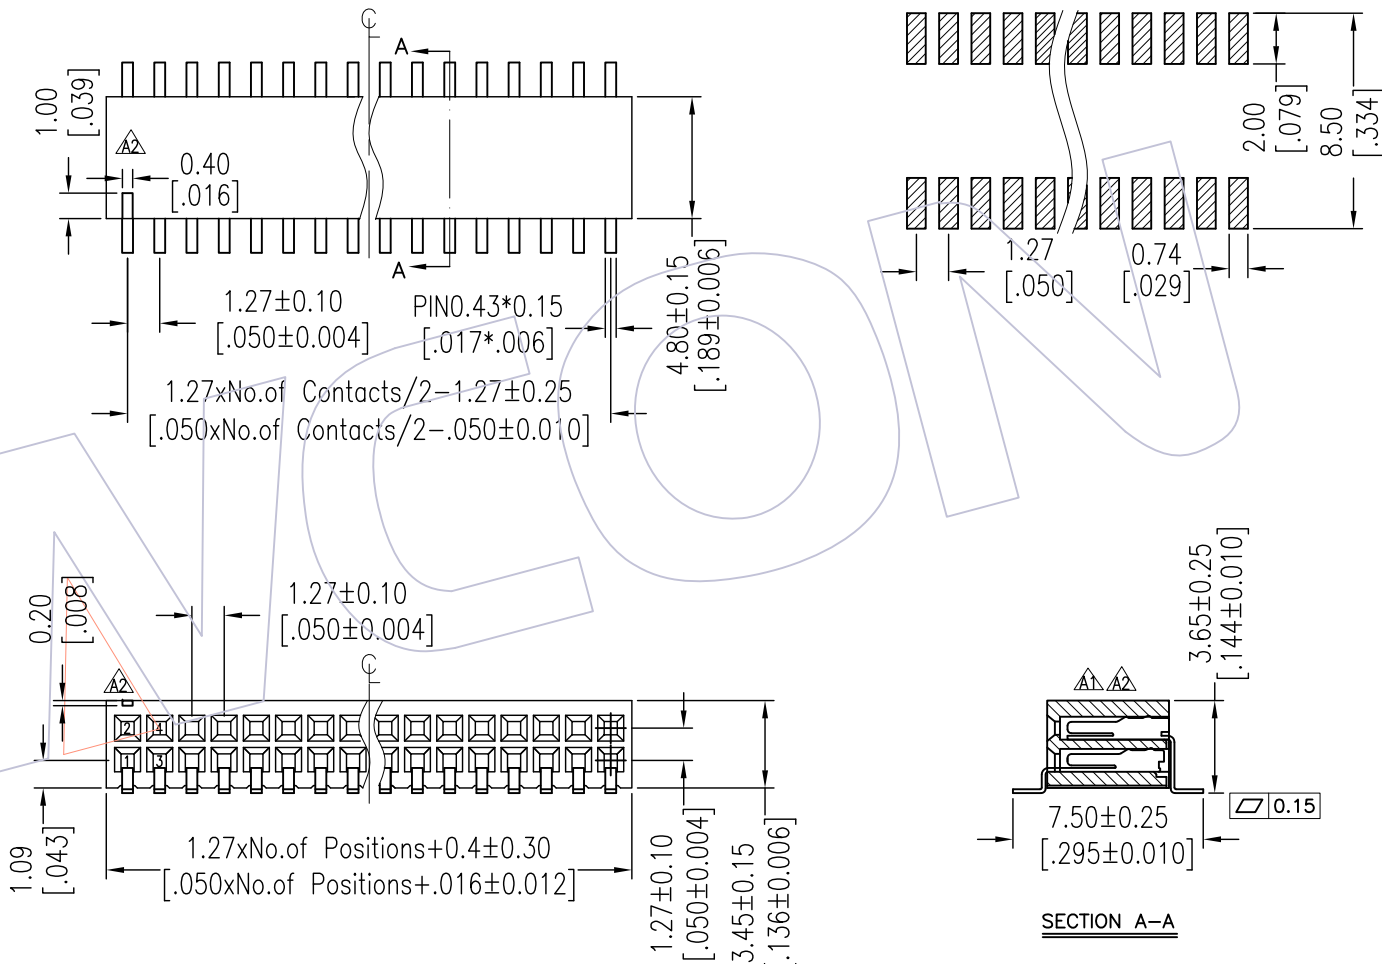 A
A
1.00
[.039]
A2
0.40
[.016]
1.27±0.10
[.050±0.004]
PIN0.43*0.15
[.017*.006]
4.80±0.15
[.189±0.006]
1.27xNo.of Contacts/2-1.27±0.25
[.050xNo.of Contacts/2-.050±0.010]
2.00
[.079]
8.50
[.334]
1.27
[.050]
0.74
[.029]
0.20
[.008]
1.27±0.10
[.050±0.004]
A2
2
4
1
3
1.09
[.043]
1.27xNo.of Positions+0.4±0.30
[.050xNo.of Positions+.016±0.012]
1.27±0.10
[.050±0.004]
3.45±0.15
.136±0.006]
A1
A2
3.65±0.25
[.144±0.010]
0.15
7.50±0.25
[.295±0.010]
SECTION A-A
WCON